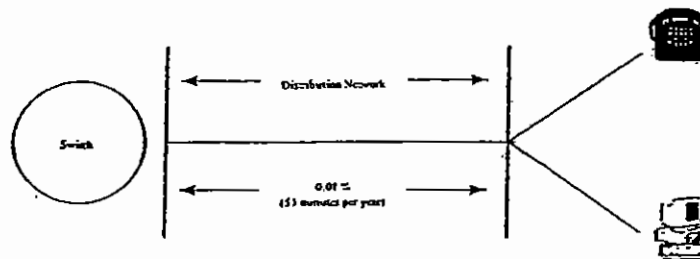 Distribution Network
Switch
0.01 %
(53 minutes per year)